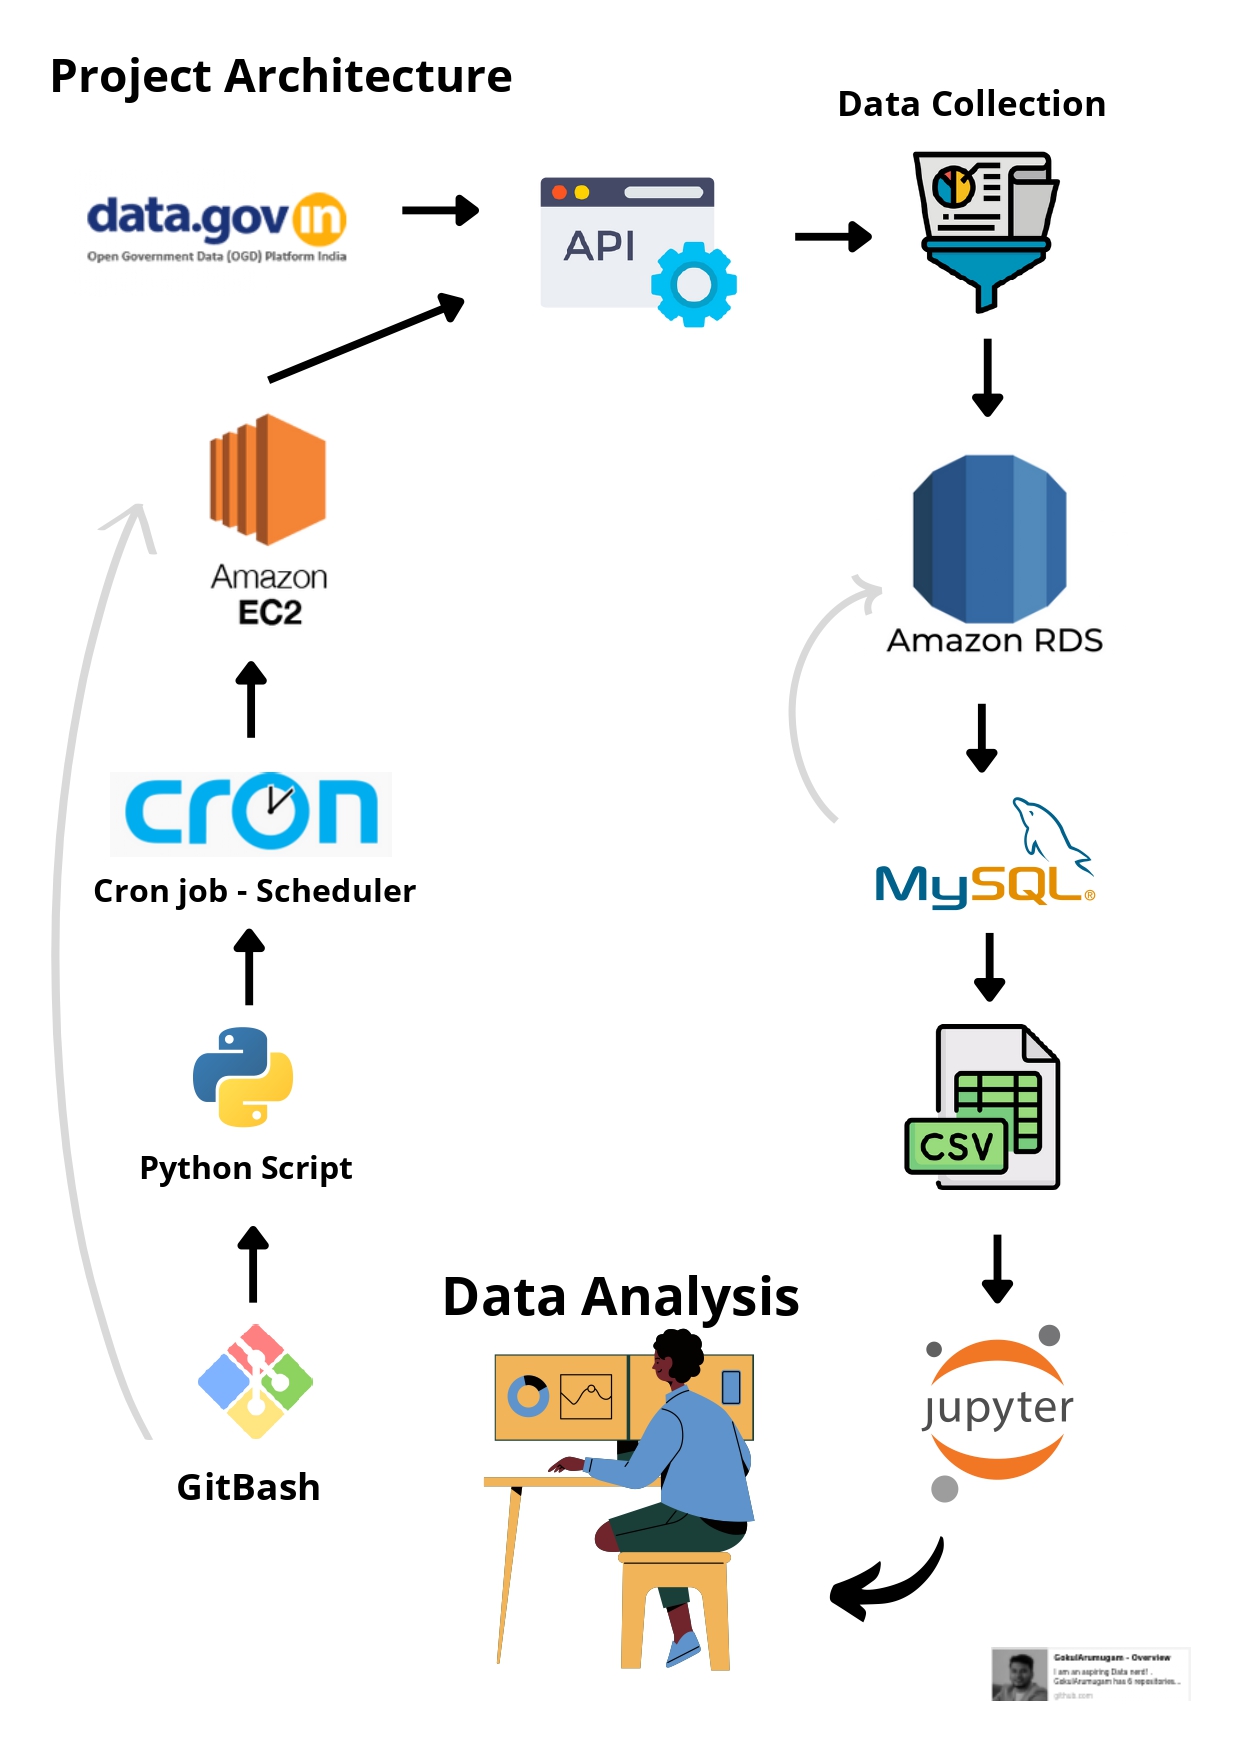 Project Architecture
Data Collection
data.gov in
Open Government Data (OGD) Platform India
API
Amazon
EC2
Amazon RDS
cron
Cron job - Scheduler
MySQL®
Python Script
CSV
Data Analysis
jupyter
GitBash
GokulArumugam - Overview
I am an aspiring Data nerd! .
GokulArumugam has 6 repositories...
github.com